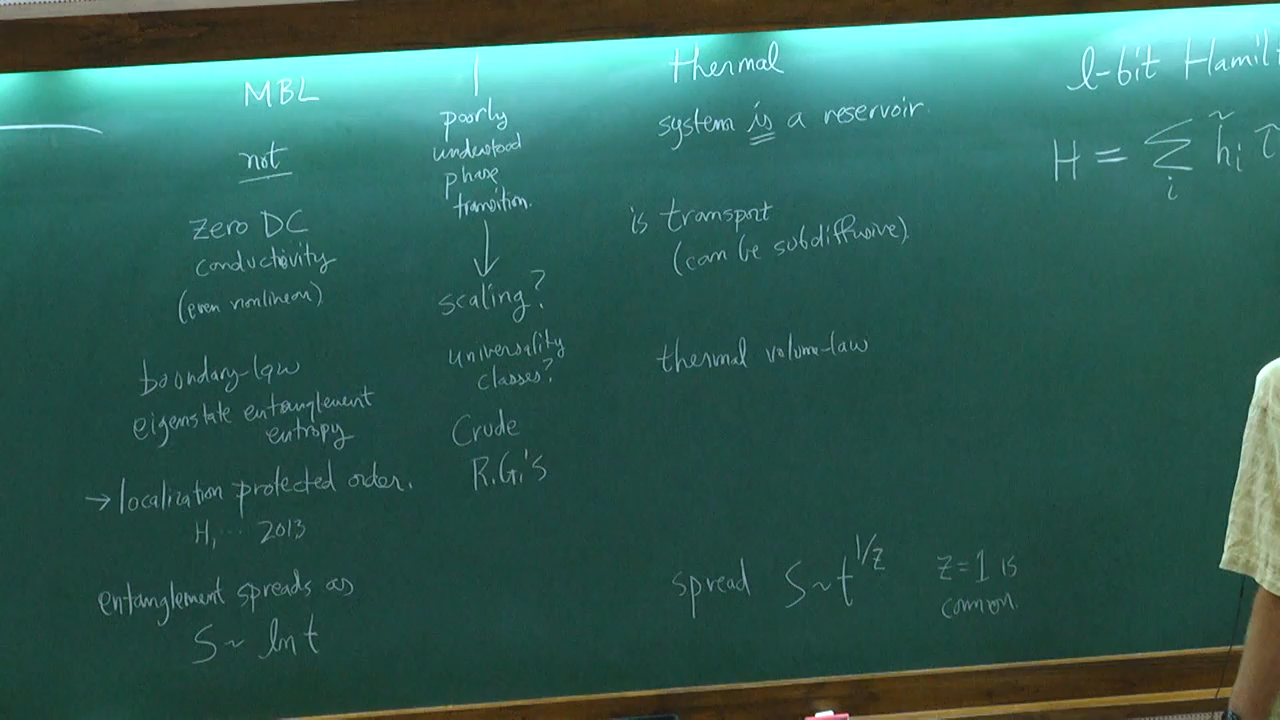 MBL
not
zero DC
conductivity
(even nonlinear)
boundary-law
eigenstate entanglement
entropy
→ localization protected order.
H, ... 2013
entanglement spreads as
S ~ ln t
poorly
understood
phase
transition.
↓
scaling?
universality
classes?
Crude
R.G.'s
thermal
system is a reservoir.
is transport
(can be subdiffusive)
thermal volume-law
spread S ~ t^{1/z} z=1 is
common.
l-bit Hamil
H = ∑_i h̃_i τ